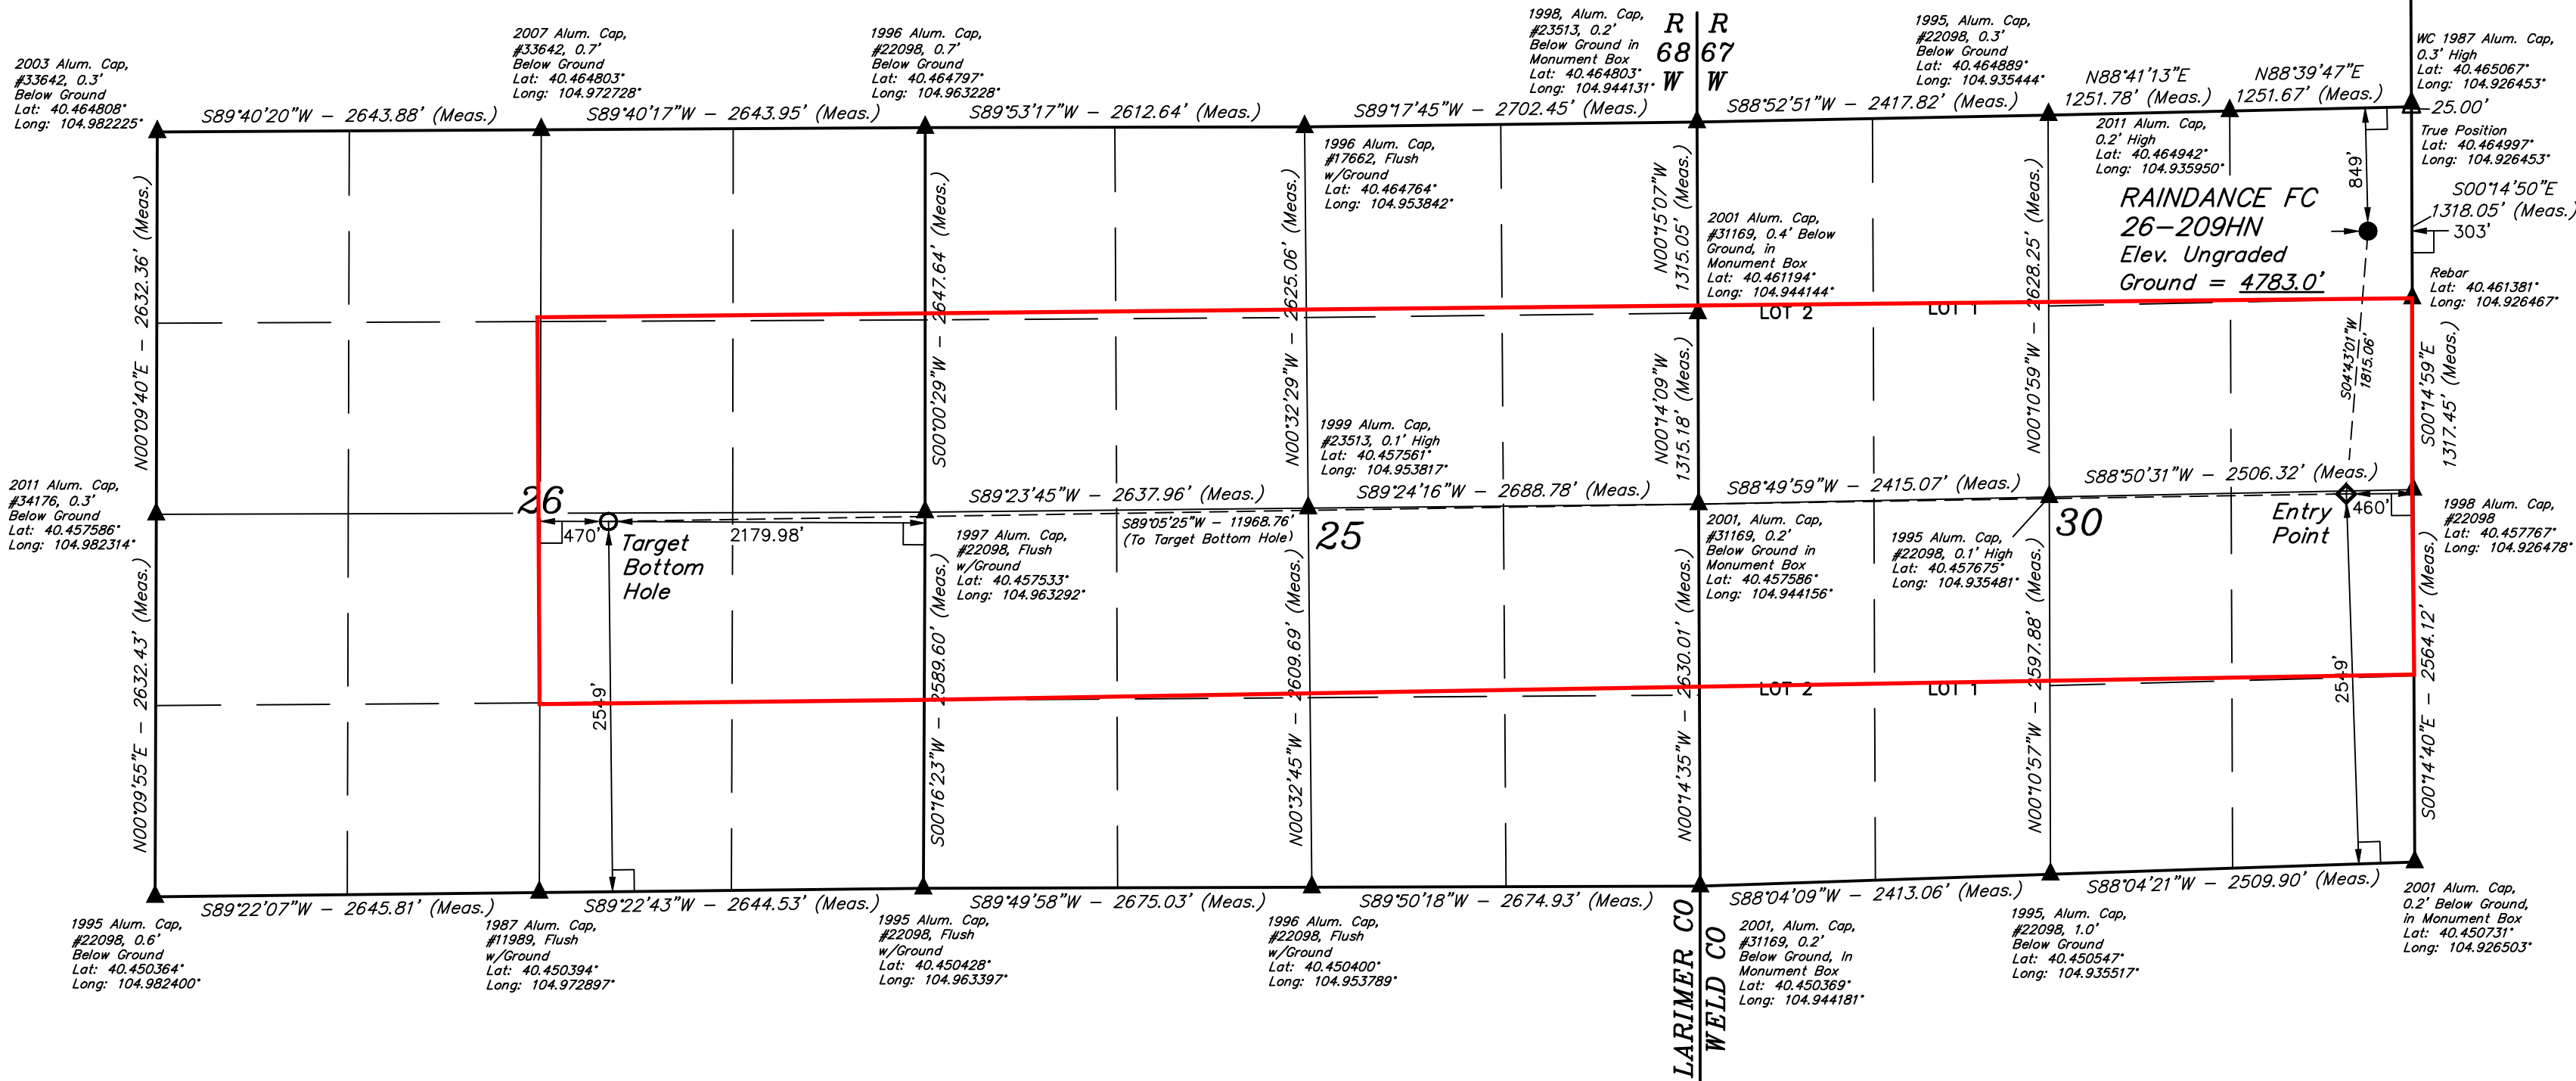 2003 Alum. Cap,
#33642, 0.3'
Below Ground
Lat: 40.464808°
Long: 104.982225°
2007 Alum. Cap,
#33642, 0.7'
Below Ground
Lat: 40.464803°
Long: 104.972728°
1996 Alum. Cap,
#22098, 0.7'
Below Ground
Lat: 40.464797°
Long: 104.963228°
1998, Alum. Cap,
#23513, 0.2'
Below Ground in
Monument Box
Lat: 40.464803°
Long: 104.944131°
R R
68 67
W W
1995, Alum. Cap,
#22098, 0.3'
Below Ground
Lat: 40.464889°
Long: 104.935444°
WC 1987 Alum. Cap,
0.3' High
Lat: 40.465067°
Long: 104.926453°
S89°40'20"W – 2643.88' (Meas.)
S89°40'17"W – 2643.95' (Meas.)
S89°53'17"W – 2612.64' (Meas.)
S89°17'45"W – 2702.45' (Meas.)
S88°52'51"W – 2417.82' (Meas.)
N88°41'13"E
1251.78' (Meas.)
N88°39'47"E
1251.67' (Meas.)
25.00'
True Position
Lat: 40.464997°
Long: 104.926453°
1996 Alum. Cap,
#17662, Flush
w/Ground
Lat: 40.464764°
Long: 104.953842°
2011 Alum. Cap,
0.2' High
Lat: 40.464942°
Long: 104.935950°
849'
S00°14'50"E
1318.05' (Meas.)
303'
RAINDANCE FC
26-209HN
Elev. Ungraded
Ground = 4783.0'
2001 Alum. Cap,
#31169, 0.4' Below
Ground, in
Monument Box
Lat: 40.461194°
Long: 104.944144°
Rebar
Lat: 40.461381°
Long: 104.926467°
N00°09'40"E – 2632.36' (Meas.)
S00°00'29"W – 2647.64' (Meas.)
N00°32'29"W – 2625.06' (Meas.)
N00°15'07"W
1315.05' (Meas.)
N00°14'09"W
1315.18' (Meas.)
N00°10'59"W – 2628.25' (Meas.)
LOT 2
LOT 1
S04°43'01"W
1815.06'
S00°14'59"E
1317.45' (Meas.)
2011 Alum. Cap,
#34176, 0.3'
Below Ground
Lat: 40.457586°
Long: 104.982314°
1999 Alum. Cap,
#23513, 0.1' High
Lat: 40.457561°
Long: 104.953817°
S89°23'45"W – 2637.96' (Meas.)
S89°24'16"W – 2688.78' (Meas.)
S88°49'59"W – 2415.07' (Meas.)
S88°50'31"W – 2506.32' (Meas.)
26
25
30
470'
Target
Bottom
Hole
2179.98'
S89°05'25"W – 11968.76'
(To Target Bottom Hole)
1997 Alum. Cap,
#22098, Flush
w/Ground
Lat: 40.457533°
Long: 104.963292°
2001, Alum. Cap,
#31169, 0.2'
Below Ground in
Monument Box
Lat: 40.457586°
Long: 104.944156°
1995 Alum. Cap,
#22098, 0.1' High
Lat: 40.457675°
Long: 104.935481°
Entry
Point
460'
1998 Alum. Cap,
#22098
Lat: 40.457767°
Long: 104.926478°
N00°09'55"E – 2632.43' (Meas.)
2549'
S00°16'23"W – 2589.60' (Meas.)
N00°32'45"W – 2609.69' (Meas.)
N00°14'35"W – 2630.01' (Meas.)
LOT 2
LOT 1
N00°10'57"W – 2597.88' (Meas.)
2549'
S00°14'40"E – 2564.12' (Meas.)
S89°22'07"W – 2645.81' (Meas.)
S89°22'43"W – 2644.53' (Meas.)
S89°49'58"W – 2675.03' (Meas.)
S89°50'18"W – 2674.93' (Meas.)
S88°04'09"W – 2413.06' (Meas.)
S88°04'21"W – 2509.90' (Meas.)
1995 Alum. Cap,
#22098, 0.6'
Below Ground
Lat: 40.450364°
Long: 104.982400°
1987 Alum. Cap,
#11989, Flush
w/Ground
Lat: 40.450394°
Long: 104.972897°
1995 Alum. Cap,
#22098, Flush
w/Ground
Lat: 40.450428°
Long: 104.963397°
1996 Alum. Cap,
#22098, Flush
w/Ground
Lat: 40.450400°
Long: 104.953789°
LARIMER CO
WELD CO
2001, Alum. Cap,
#31169, 0.2'
Below Ground, In
Monument Box
Lat: 40.450369°
Long: 104.944181°
1995, Alum. Cap,
#22098, 1.0'
Below Ground
Lat: 40.450547°
Long: 104.935517°
2001 Alum. Cap,
0.2' Below Ground,
in Monument Box
Lat: 40.450731°
Long: 104.926503°